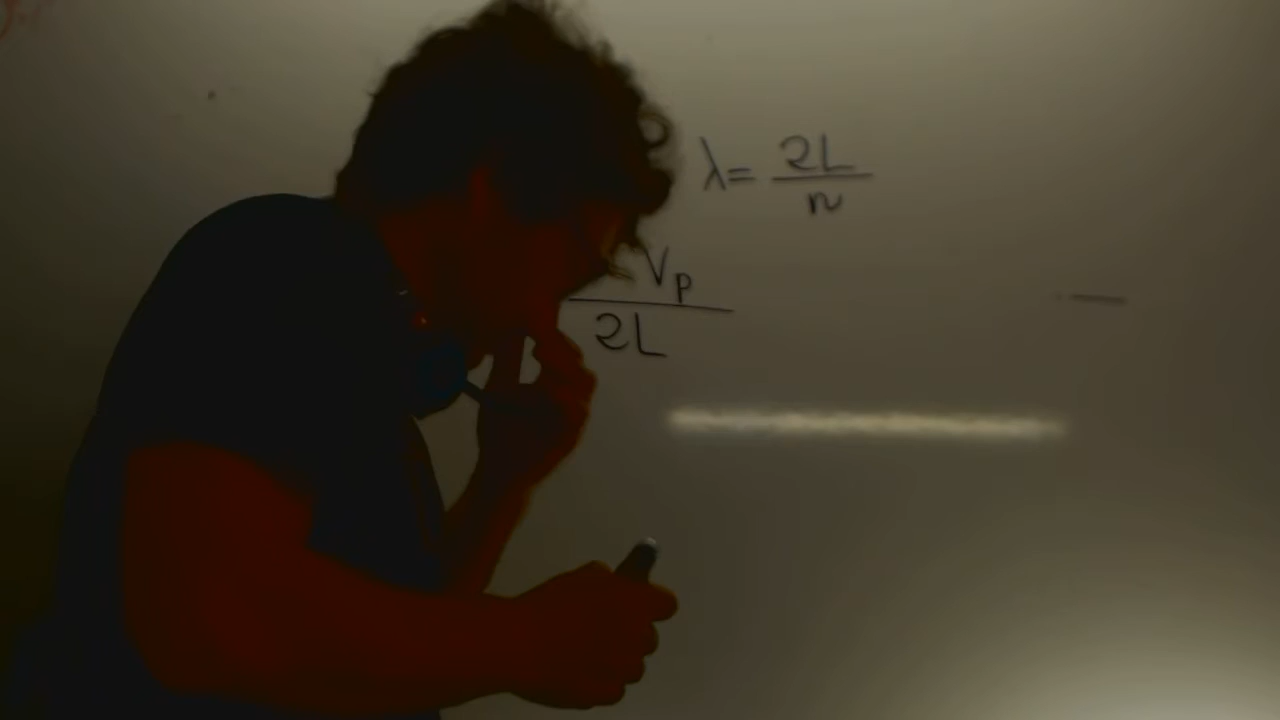 λ = 2L/n
Vp/2L